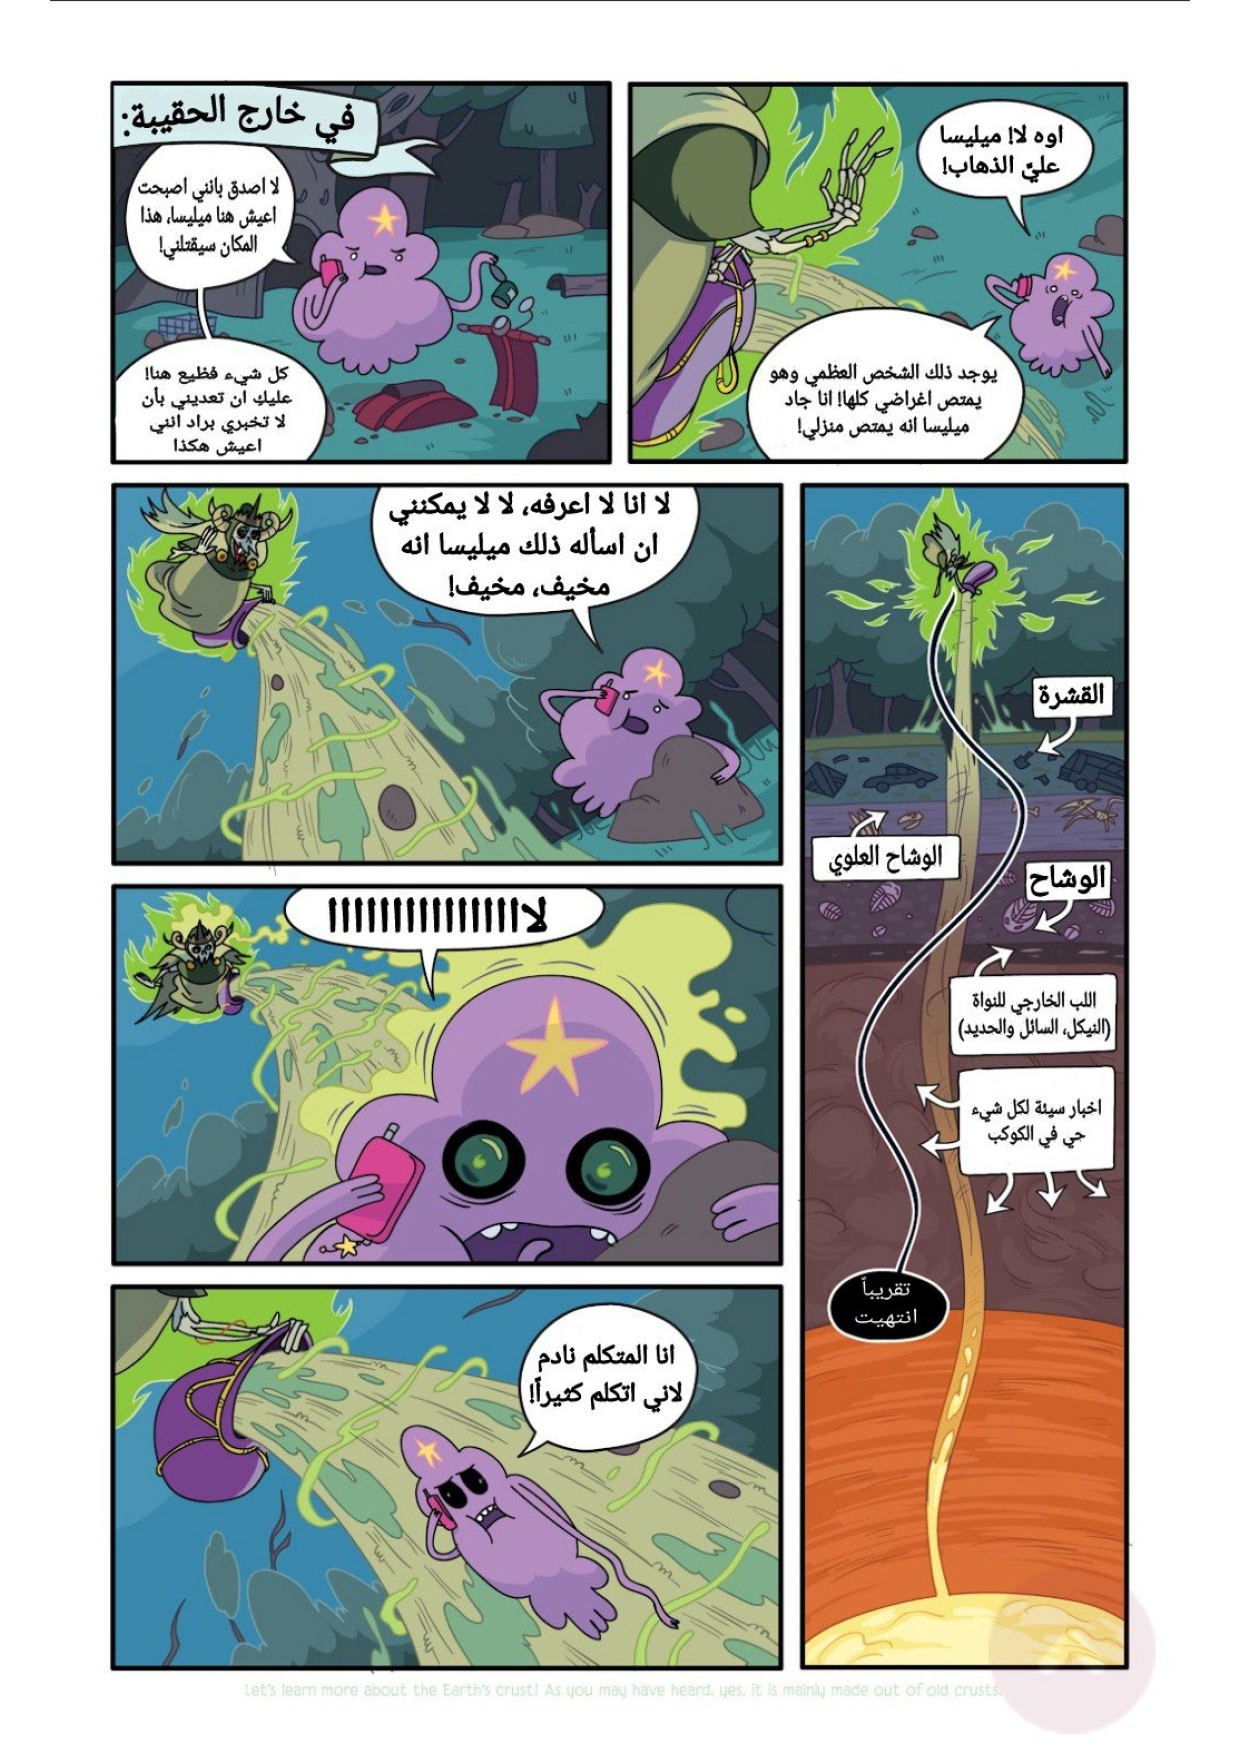 في خارج الحقيبة:
لا اصدق بانني اصبحت
اعيش هنا ميليسا، هذا
المكان سيقتلني!
كل شيء فظيع هنا!
عليكِ ان تعديني بأن
لا تخبري براد انني
اعيش هكذا
اوه لا! ميليسا
عليّ الذهاب!
يوجد ذلك الشخص العظمي وهو
يمتص اغراضي كلها! انا جاد
ميليسا انه يمتص منزلي!
لا انا لا اعرفه، لا لا يمكنني
ان اسأله ذلك ميليسا انه
مخيف، مخيف!
لااااااااااااااااا
انا المتكلم نادم
لاني اتكلم كثيراً!
القشرة
الوشاح العلوي
الوشاح
اللب الخارجي للنواة
(النيكل، السائل والحديد)
اخبار سيئة لكل شيء
حي في الكوكب
تقريباً
انتهيت
Let's learn more about the Earth's crust! As you may have heard, yes, it is mainly made out of old crusts.